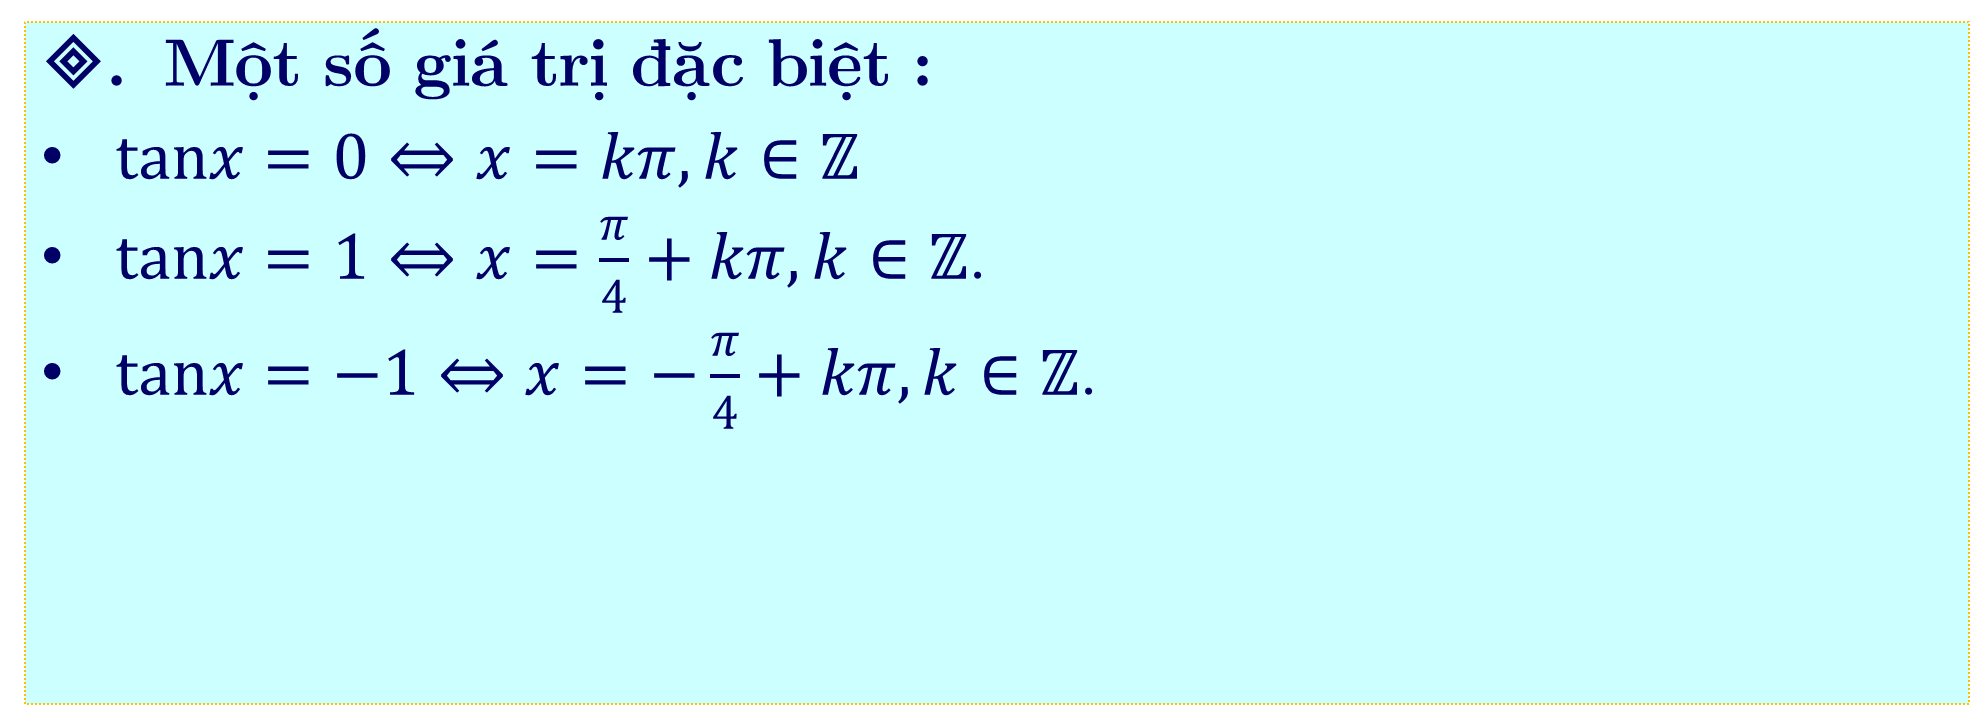 ◈. Một số giá trị đặc biệt :
• tanx = 0 ⇔ x = kπ, k ∈ ℤ
• tanx = 1 ⇔ x = π/4 + kπ, k ∈ ℤ.
• tanx = −1 ⇔ x = −π/4 + kπ, k ∈ ℤ.